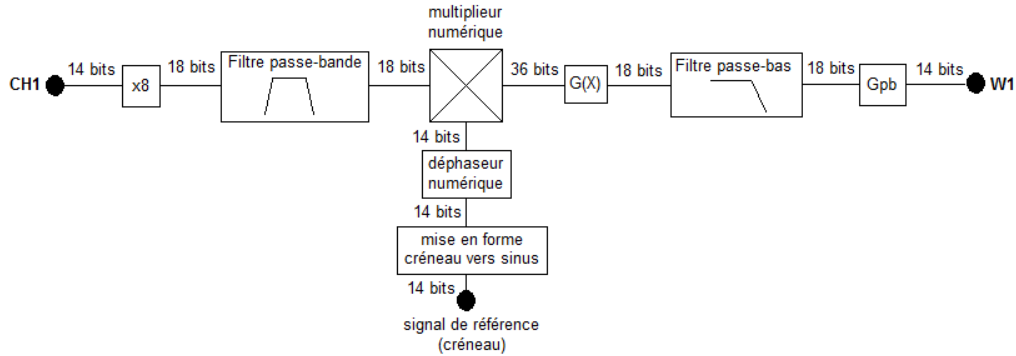 multiplieur
numérique
CH1
14 bits
x8
18 bits
Filtre passe-bande
18 bits
36 bits
G(X)
18 bits
Filtre passe-bas
18 bits
Gpb
14 bits
W1
14 bits
déphaseur
numérique
14 bits
mise en forme
créneau vers sinus
14 bits
signal de référence
(créneau)